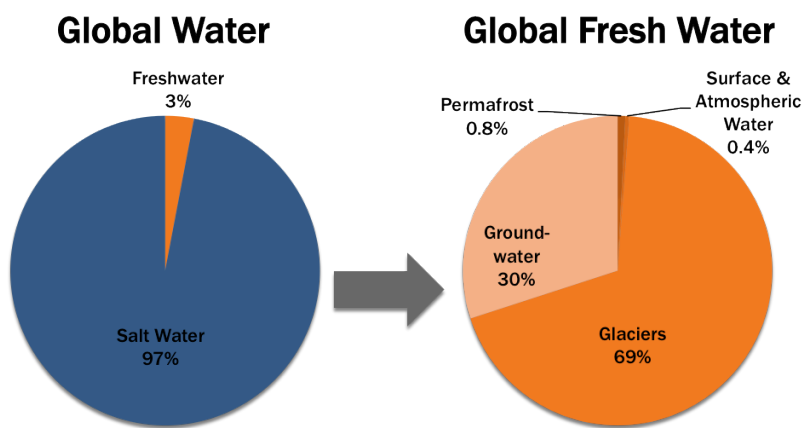 Global Water
Freshwater
3%
Salt Water
97%
Global Fresh Water
Permafrost
0.8%
Surface &
Atmospheric
Water
0.4%
Ground-
water
30%
Glaciers
69%